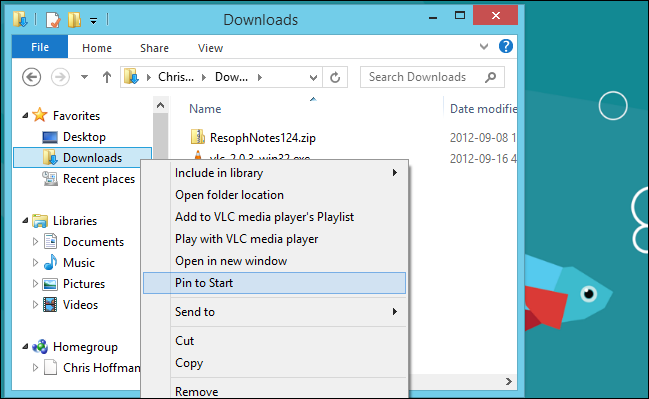 Downloads
File Home Share View
Chris... Dow... Search Downloads
Name Date modifie
Favorites
Desktop
Downloads
Recent places
Libraries
Documents
Music
Pictures
Videos
Homegroup
Chris Hoffman
ResophNotes124.zip 2012-09-08 1
vlc-2.0.3-win32.exe 2012-09-16 4
Include in library
Open folder location
Add to VLC media player's Playlist
Play with VLC media player
Open in new window
Pin to Start
Send to
Cut
Copy
Remove